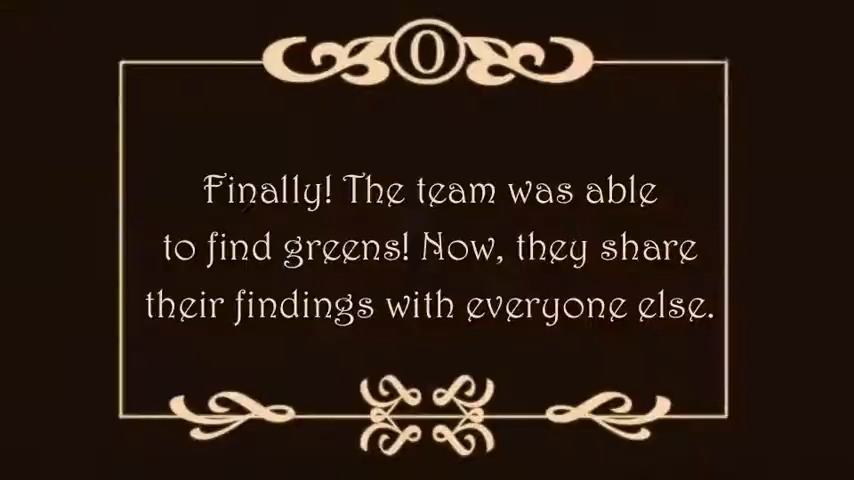 O
Finally! The team was able
to find greens! Now, they share
their findings with everyone else.